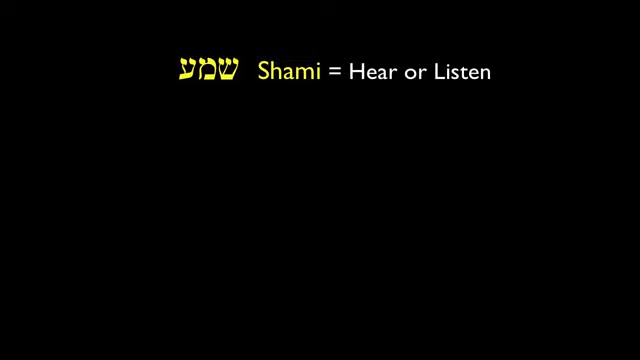 שמע Shami = Hear or Listen